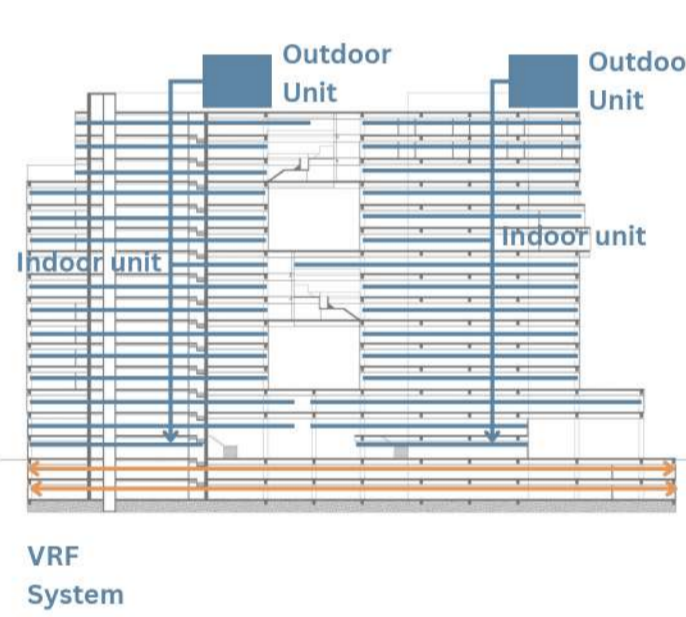 Outdoor
Unit
Outdoo
Unit
Indoor unit
Indoor unit
VRF
System